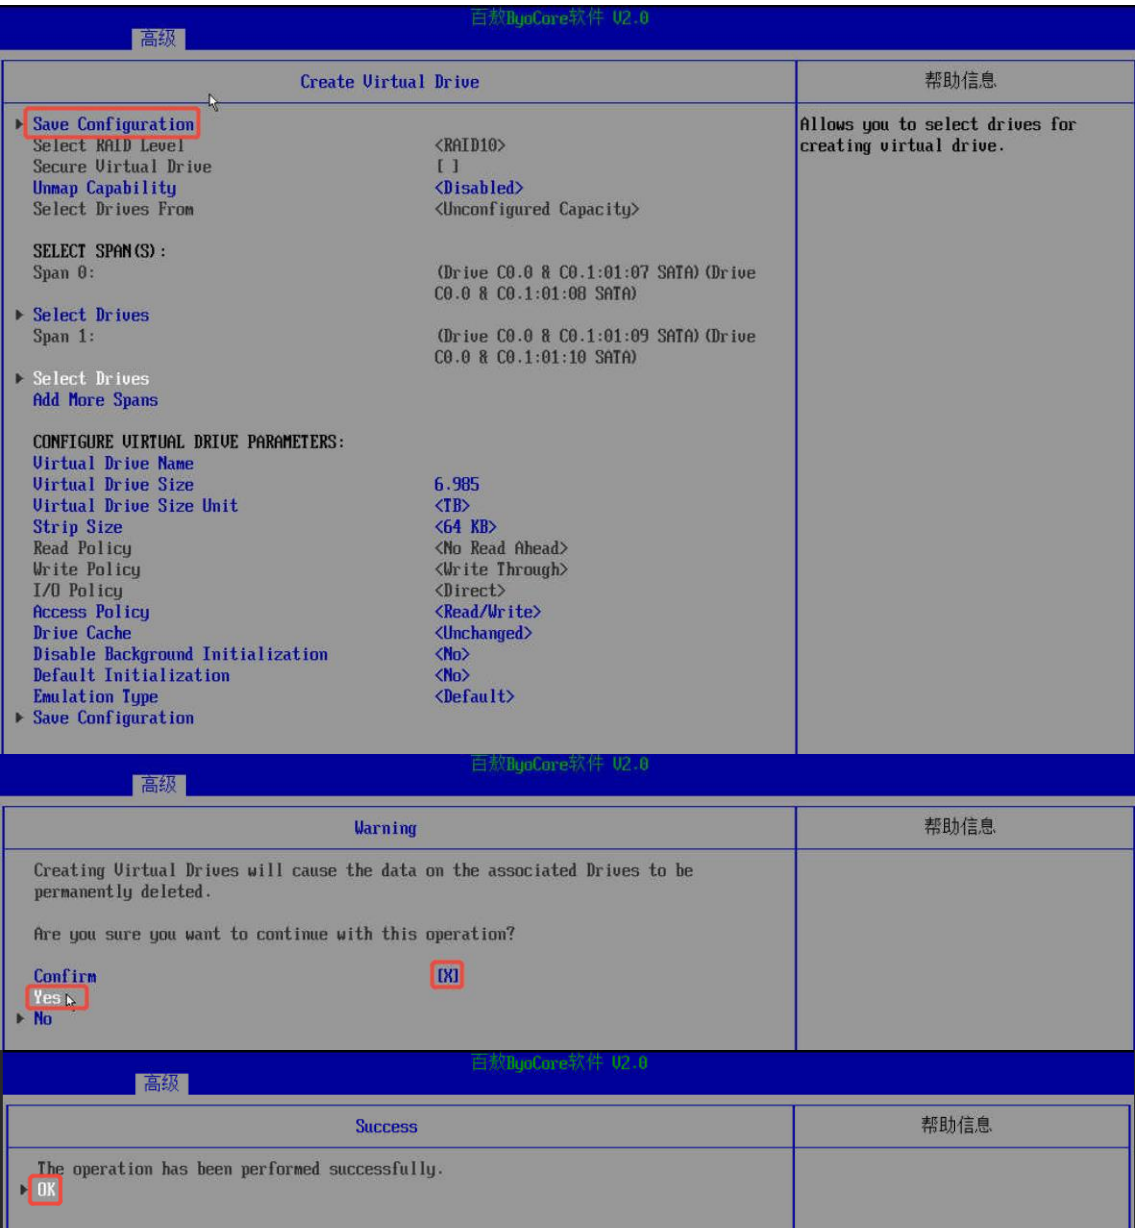 百敖ByoCore软件 V2.0
高级
Create Virtual Drive
帮助信息
Save Configuration
Allows you to select drives for
creating virtual drive.
Select RAID Level <RAID10>
Secure Virtual Drive [ ]
Unmap Capability <Disabled>
Select Drives From <Unconfigured Capacity>
SELECT SPAN(S):
Span 0: (Drive C0.0 & C0.1:01:07 SATA)(Drive
C0.0 & C0.1:01:08 SATA)
Select Drives
Span 1: (Drive C0.0 & C0.1:01:09 SATA)(Drive
C0.0 & C0.1:01:10 SATA)
Select Drives
Add More Spans
CONFIGURE VIRTUAL DRIVE PARAMETERS:
Virtual Drive Name
Virtual Drive Size 6.985
Virtual Drive Size Unit <TB>
Strip Size <64 KB>
Read Policy <No Read Ahead>
Write Policy <Write Through>
I/O Policy <Direct>
Access Policy <Read/Write>
Drive Cache <Unchanged>
Disable Background Initialization <No>
Default Initialization <No>
Emulation Type <Default>
Save Configuration
百敖ByoCore软件 V2.0
高级
Warning
帮助信息
Creating Virtual Drives will cause the data on the associated Drives to be
permanently deleted.
Are you sure you want to continue with this operation?
Confirm [X]
Yes
No
百敖ByoCore软件 V2.0
高级
Success
帮助信息
The operation has been performed successfully.
OK